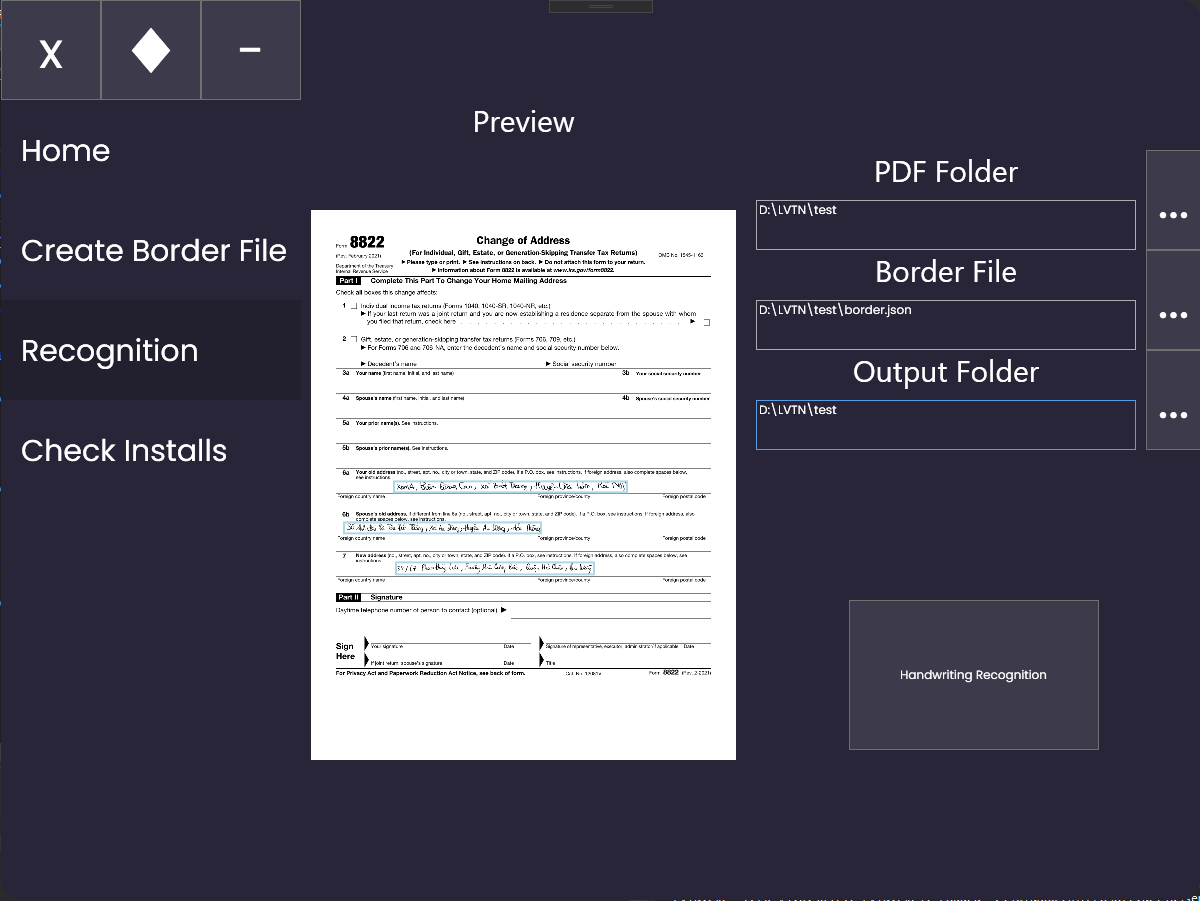 x
-
Home
Create Border File
Recognition
Check Installs
Preview
Form 8822
(Rev. February 2021)
Department of the Treasury
Internal Revenue Service
Change of Address
(For Individual, Gift, Estate, or Generation-Skipping Transfer Tax Returns)
▶ Please type or print. ▶ See instructions on back. ▶ Do not attach this form to your return.
▶ Information about Form 8822 is available at www.irs.gov/form8822.
OMB No. 1545-1163
Part I Complete This Part To Change Your Home Mailing Address
Check all boxes this change affects:
1 Individual income tax returns (Forms 1040, 1040-SR, 1040-NR, etc.)
▶ If your last return was a joint return and you are now establishing a residence separate from the spouse with whom
you filed that return, check here ▶
2 Gift, estate, or generation-skipping transfer tax returns (Forms 706, 709, etc.)
▶ For Forms 706 and 706-NA, enter the decedent's name and social security number below.
▶ Decedent's name ▶ Social security number
3a Your name (first name, initial, and last name) 3b Your social security number
4a Spouse's name (first name, initial, and last name) 4b Spouse's social security number
5a Your prior name(s). See instructions.
5b Spouse's prior name(s). See instructions.
6a Your old address (no., street, apt. no., city or town, state, and ZIP code). If a P.O. box, see instructions. If foreign address, also complete spaces below,
see instructions.
Foreign country name Foreign province/county Foreign postal code
6b Spouse's old address, if different from line 6a (no., street, apt. no., city or town, state, and ZIP code). If a P.O. box, see instructions. If foreign address, also
complete spaces below, see instructions.
Foreign country name Foreign province/county Foreign postal code
7 New address (no., street, apt. no., city or town, state, and ZIP code). If a P.O. box, see instructions. If foreign address, also complete spaces below, see
instructions.
Foreign country name Foreign province/county Foreign postal code
Part II Signature
Daytime telephone number of person to contact (optional) ▶
Sign
Here
Your signature Date
Signature of representative, executor, administrator/if applicable Date
If joint return, spouse's signature Date
Title
For Privacy Act and Paperwork Reduction Act Notice, see back of form. Cat. No. 12081V Form 8822 (Rev. 2-2021)
PDF Folder
D:\LVTN\test
...
Border File
D:\LVTN\test\border.json
...
Output Folder
D:\LVTN\test
...
Handwriting Recognition